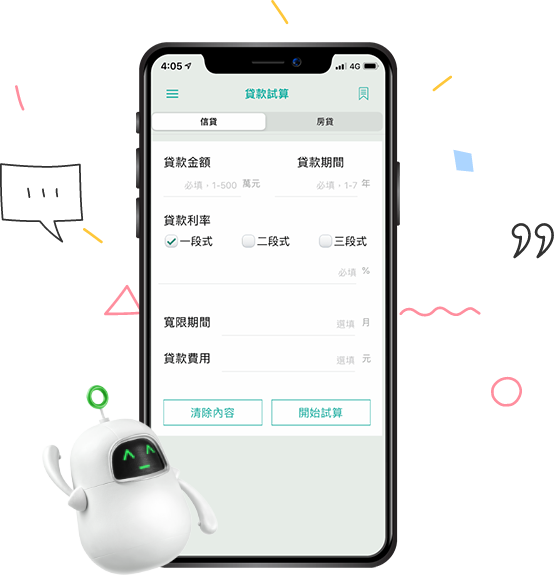 4:05
4G
貸款試算
信貸 房貸
貸款金額 貸款期間
必填,1-500 萬元 必填,1-7 年
貸款利率
一段式 二段式 三段式
必填 %
寬限期間 選填 月
貸款費用 選填 元
清除內容 開始試算